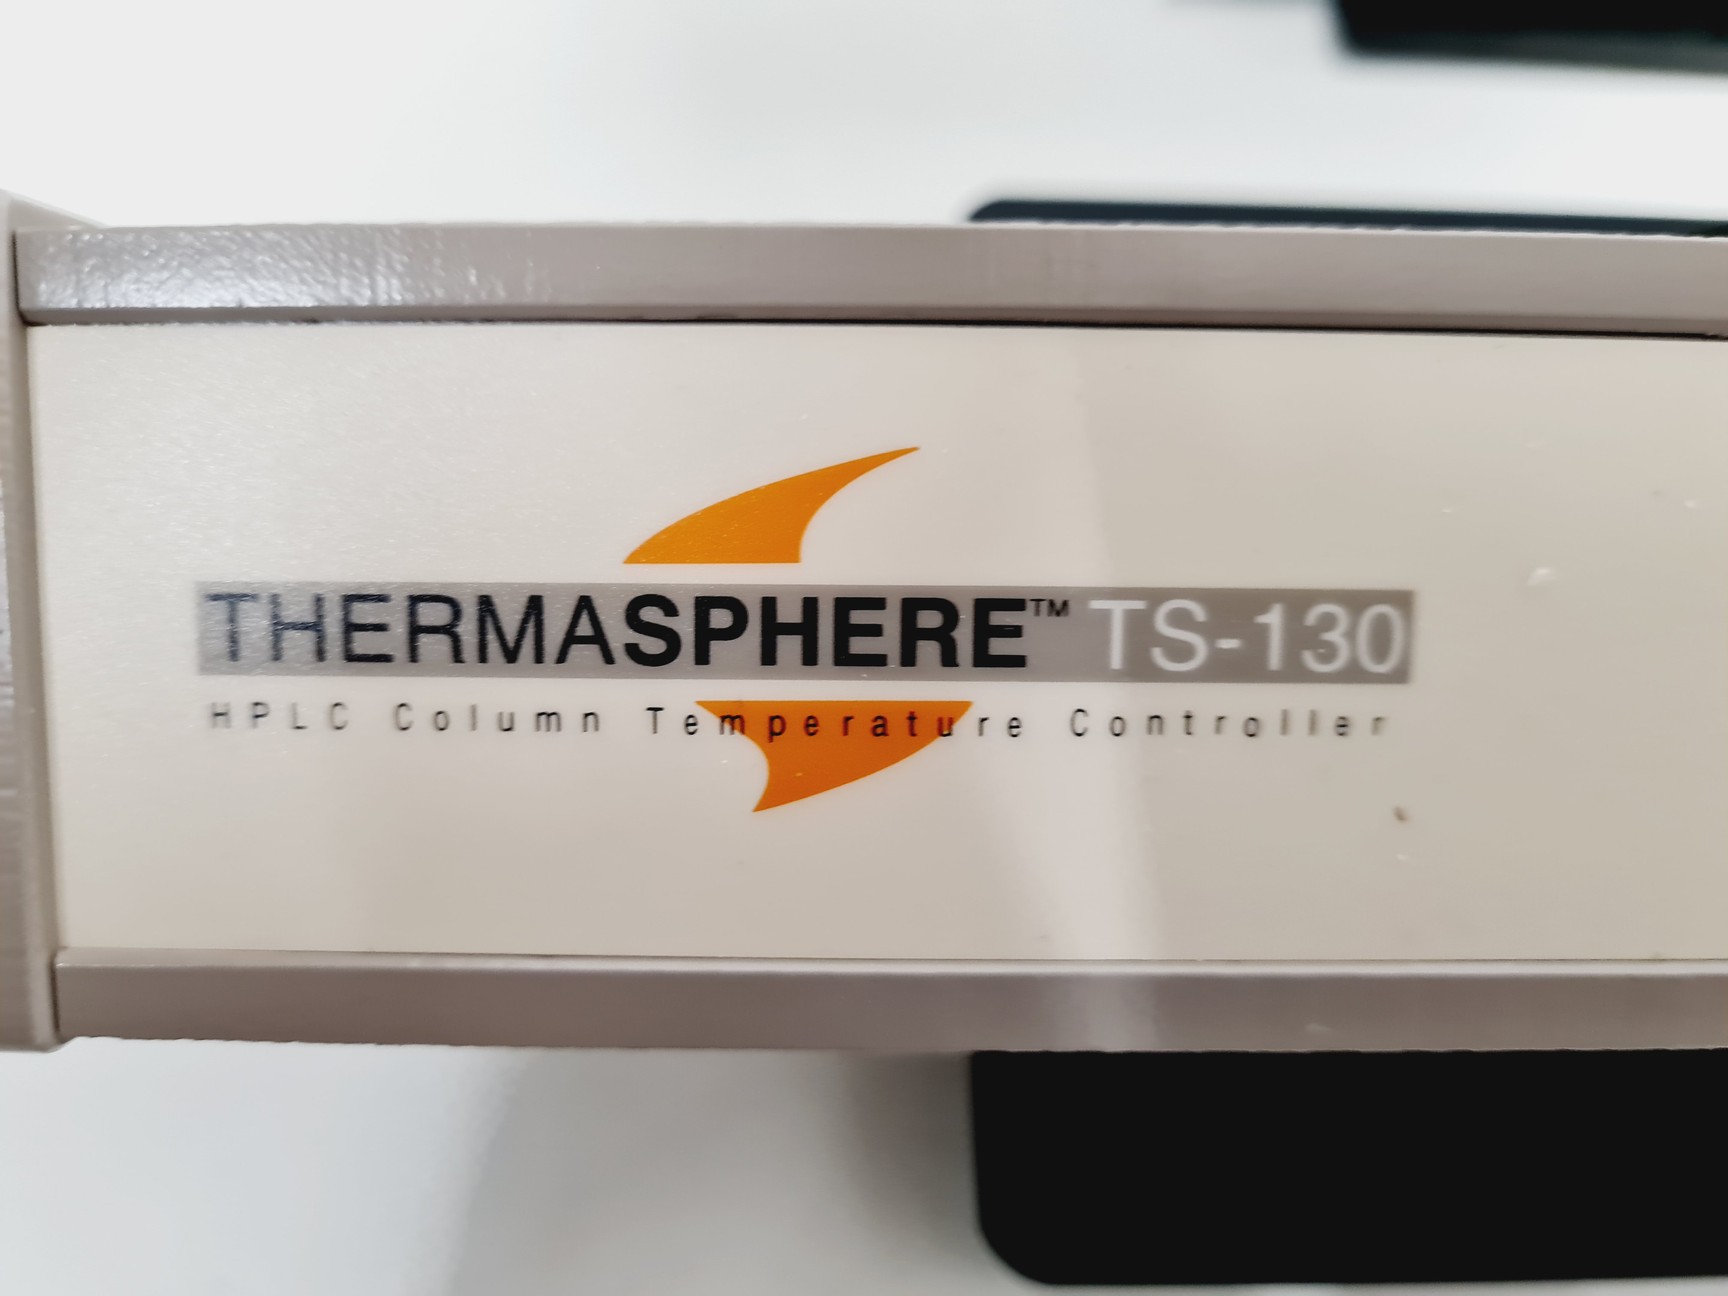 THERMASPHERE™ TS-130
HPLC Column Temperature Controller